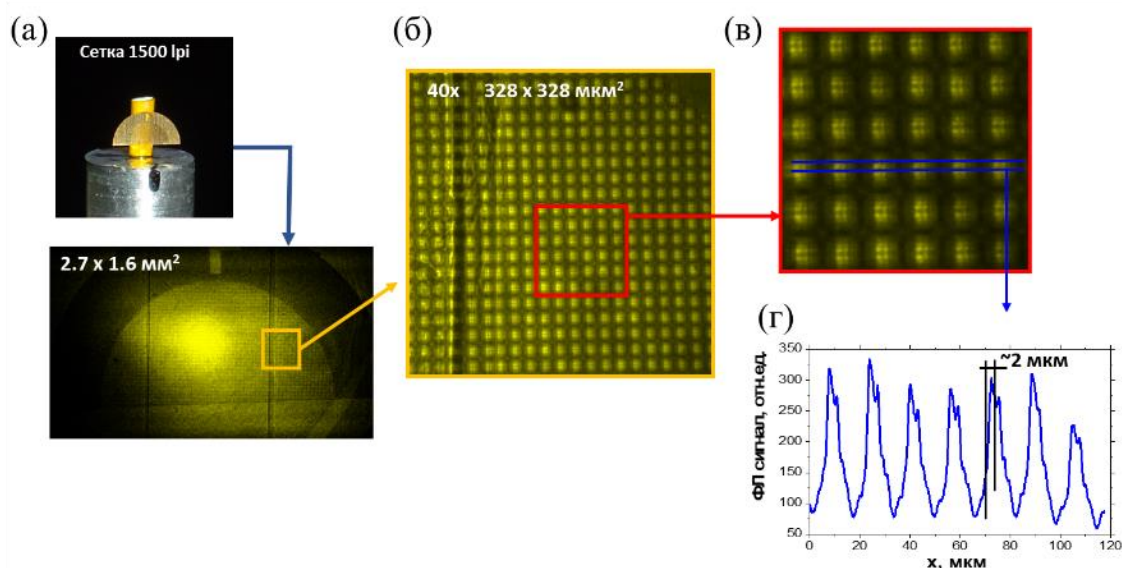 (а)
Сетка 1500 lpi
2.7 x 1.6 мм²
(б)
40x 328 x 328 мкм²
(в)
(г)
~2 мкм
ФЛ сигнал, отн.ед.
350
300
250
200
150
100
50
0 20 40 60 80 100 120
x, мкм